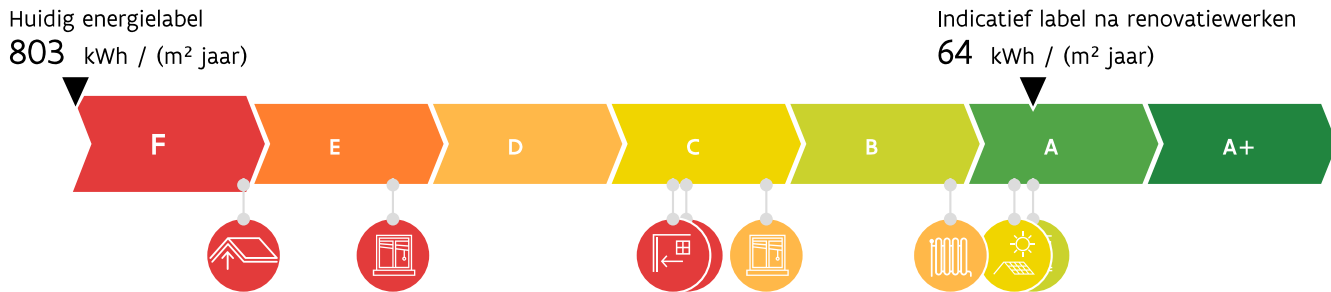 Huidig energielabel
803 kWh / (m² jaar)
Indicatief label na renovatiewerken
64 kWh / (m² jaar)
F E D C B A A+